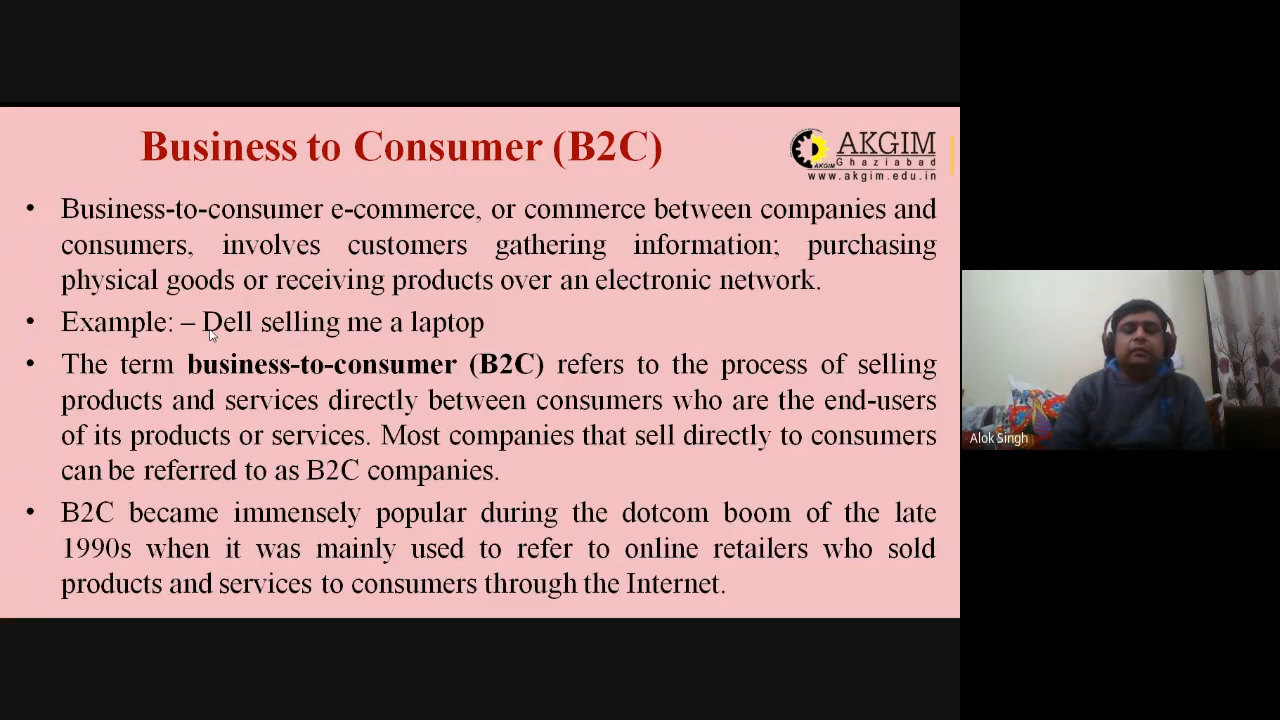 Business to Consumer (B2C)
AKGIM
Ghaziabad
AKGIM
www.akgim.edu.in
• Business-to-consumer e-commerce, or commerce between companies and
consumers, involves customers gathering information; purchasing
physical goods or receiving products over an electronic network.
• Example: – Dell selling me a laptop
• The term business-to-consumer (B2C) refers to the process of selling
products and services directly between consumers who are the end-users
of its products or services. Most companies that sell directly to consumers
can be referred to as B2C companies.
• B2C became immensely popular during the dotcom boom of the late
1990s when it was mainly used to refer to online retailers who sold
products and services to consumers through the Internet.
Alok Singh